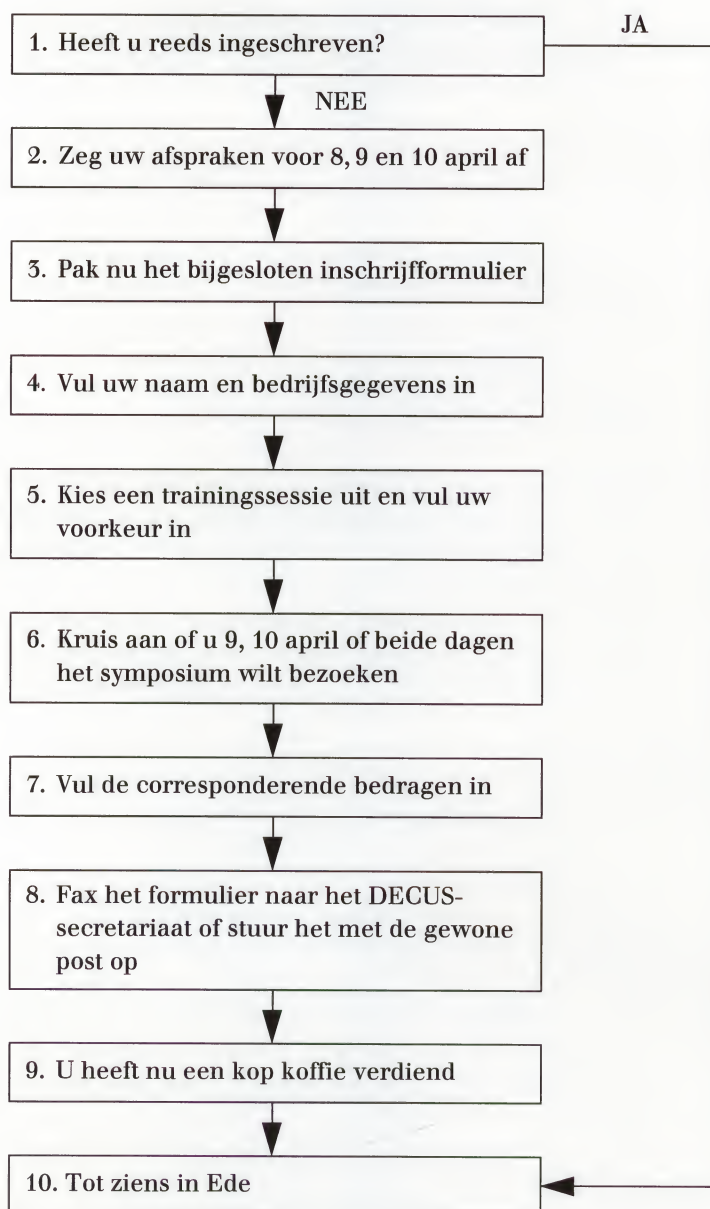 JA
1. Heeft u reeds ingeschreven?
NEE
2. Zeg uw afspraken voor 8, 9 en 10 april af
3. Pak nu het bijgesloten inschrijfformulier
4. Vul uw naam en bedrijfsgegevens in
5. Kies een trainingssessie uit en vul uw
voorkeur in
6. Kruis aan of u 9, 10 april of beide dagen
het symposium wilt bezoeken
7. Vul de corresponderende bedragen in
8. Fax het formulier naar het DECUS-
secretariaat of stuur het met de gewone
post op
9. U heeft nu een kop koffie verdiend
10. Tot ziens in Ede